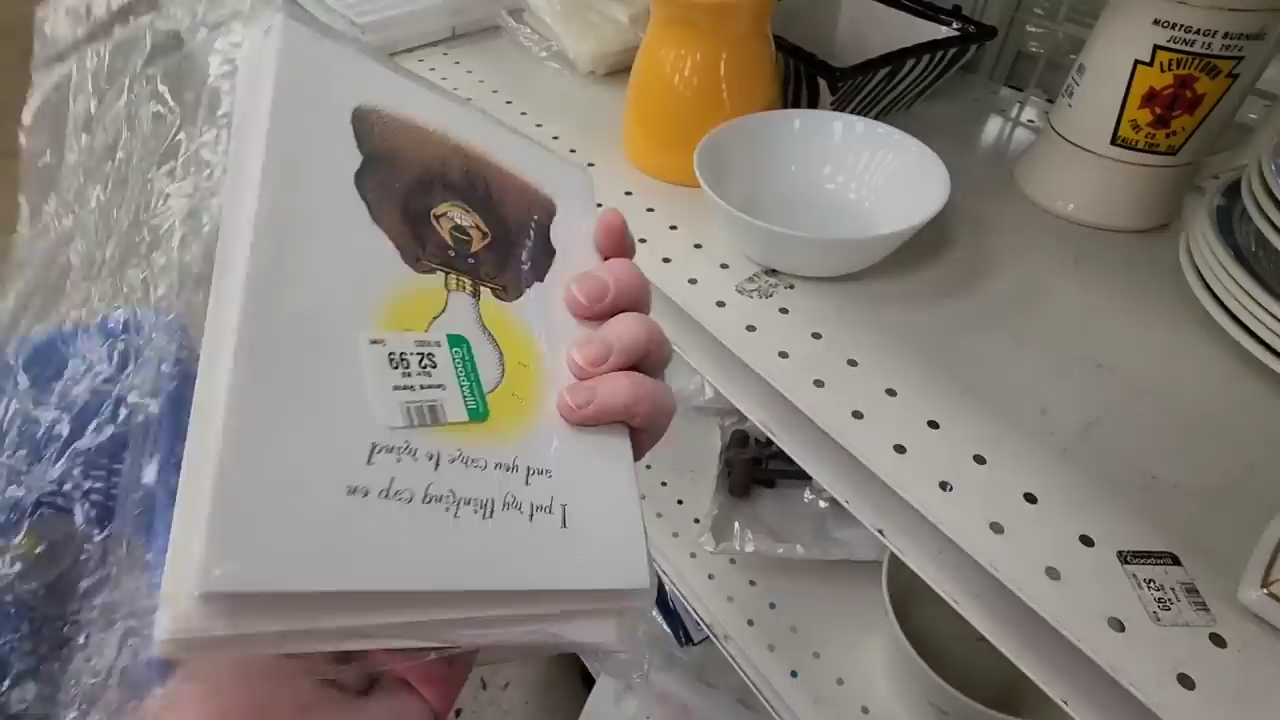 I put my thinking cap on
and you came to mind
Goodwill
$2.99
MORTGAGE BURNING
JUNE 15, 1974
LEVITTOWN
FIRE CO. NO. 1
FALLS TWP. PA.
Goodwill
$2.99